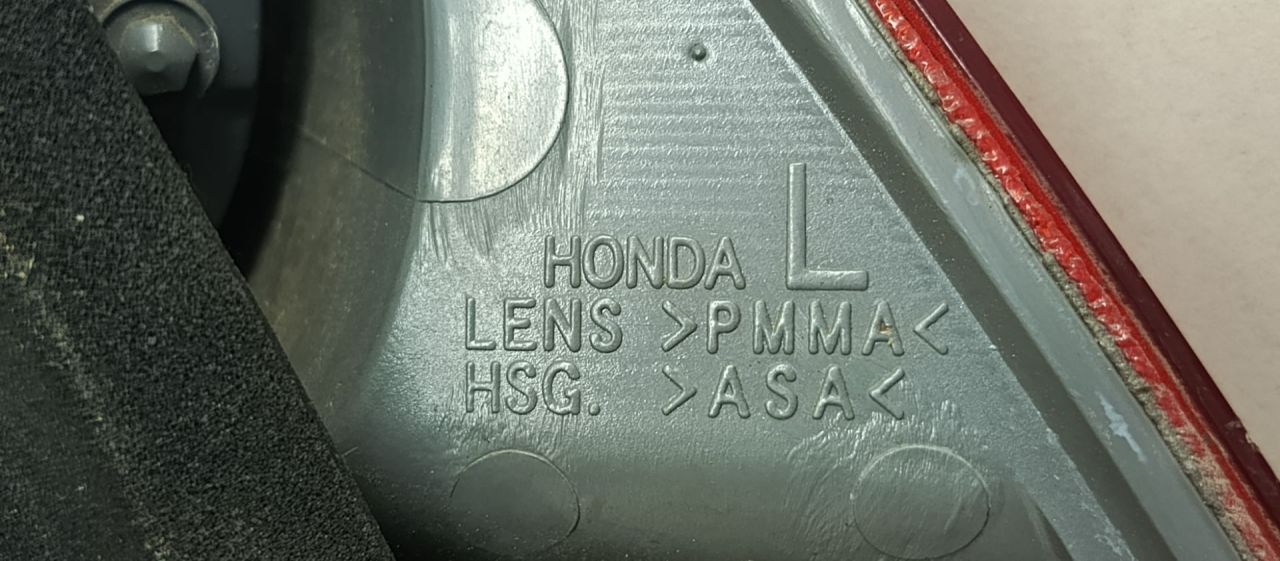 HONDA L
LENS >PMMA<
HSG. >ASA<